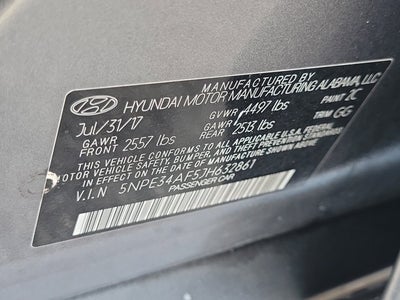 MANUFACTURED BY
HYUNDAI MOTOR MANUFACTURING ALABAMA, LLC
Jul/31/17 GVWR 4497 lbs PAINT 2C
GAWR FRONT 2557 lbs GAWR REAR 2513 lbs TRIM GG
THIS VEHICLE CONFORMS TO ALL APPLICABLE U.S.A. FEDERAL
MOTOR VEHICLE SAFETY, BUMPER, AND THEFT PREVENTION STANDARDS
IN EFFECT ON THE DATE OF MANUFACTURE SHOWN ABOVE.
V.I.N 5NPE34AF5JH632861
PASSENGER CAR